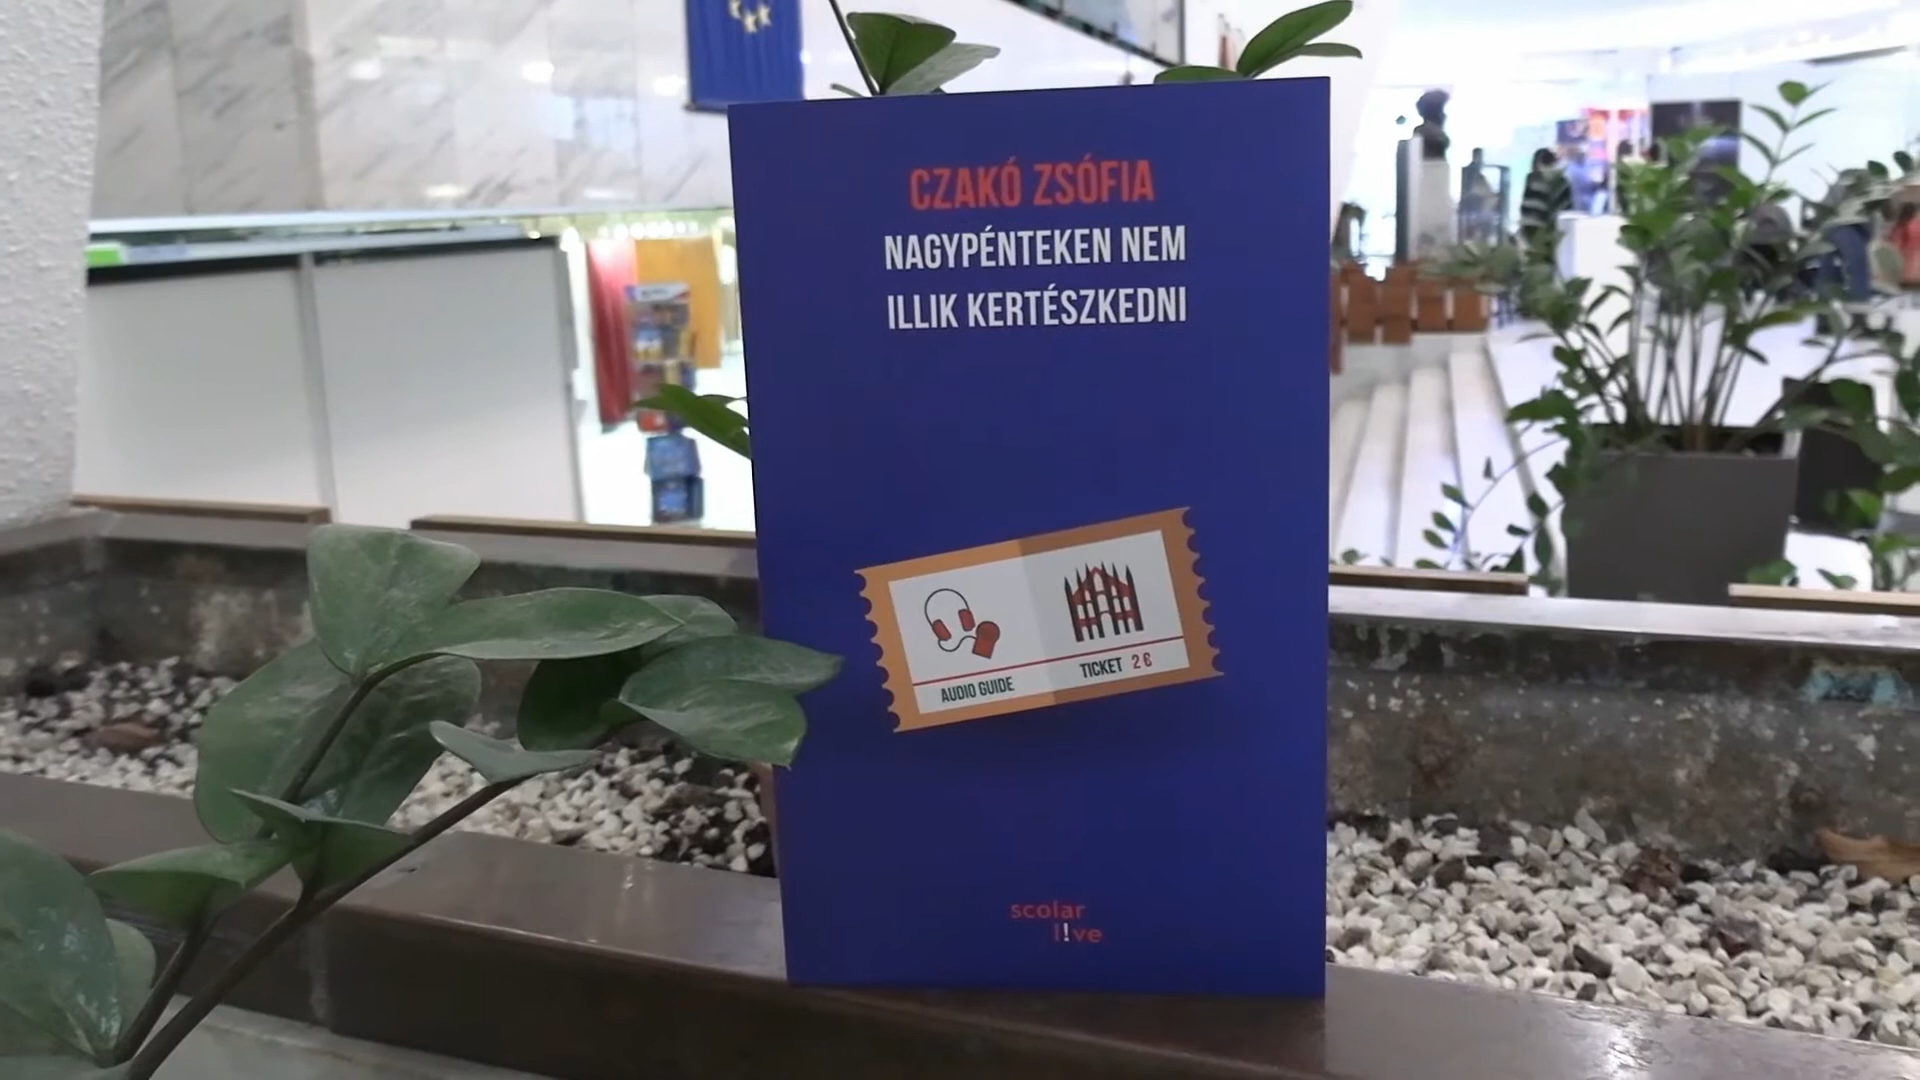 CZAKÓ ZSÓFIA
NAGYPÉNTEKEN NEM
ILLIK KERTÉSZKEDNI
AUDIO GUIDE
TICKET 2 €
scolar
l!ve